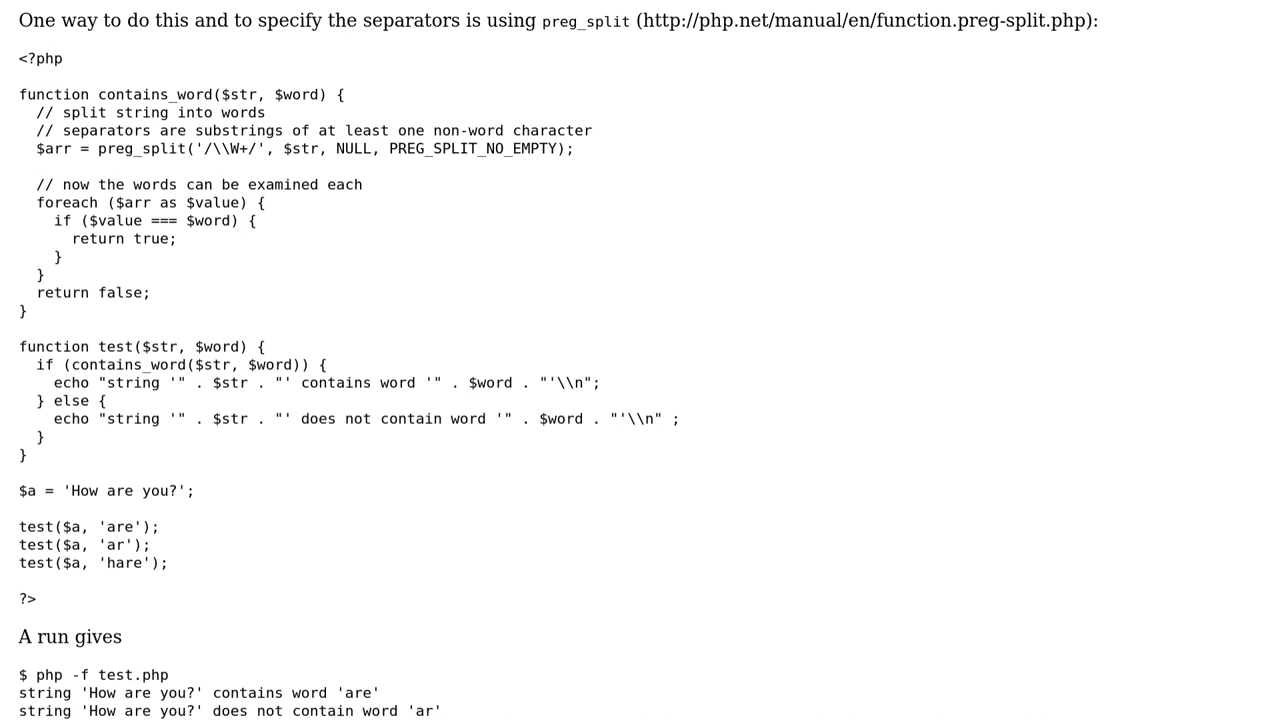 One way to do this and to specify the separators is using preg_split (http://php.net/manual/en/function.preg-split.php):
<?php
function contains_word($str, $word) {
  // split string into words
  // separators are substrings of at least one non-word character
  $arr = preg_split('/\\W+/', $str, NULL, PREG_SPLIT_NO_EMPTY);
  // now the words can be examined each
  foreach ($arr as $value) {
    if ($value === $word) {
      return true;
    }
  }
  return false;
}
function test($str, $word) {
  if (contains_word($str, $word)) {
    echo "string '" . $str . "' contains word '" . $word . "'\\n";
  } else {
    echo "string '" . $str . "' does not contain word '" . $word . "'\\n" ;
  }
}
$a = 'How are you?';
test($a, 'are');
test($a, 'ar');
test($a, 'hare');
?>
A run gives
$ php -f test.php
string 'How are you?' contains word 'are'
string 'How are you?' does not contain word 'ar'